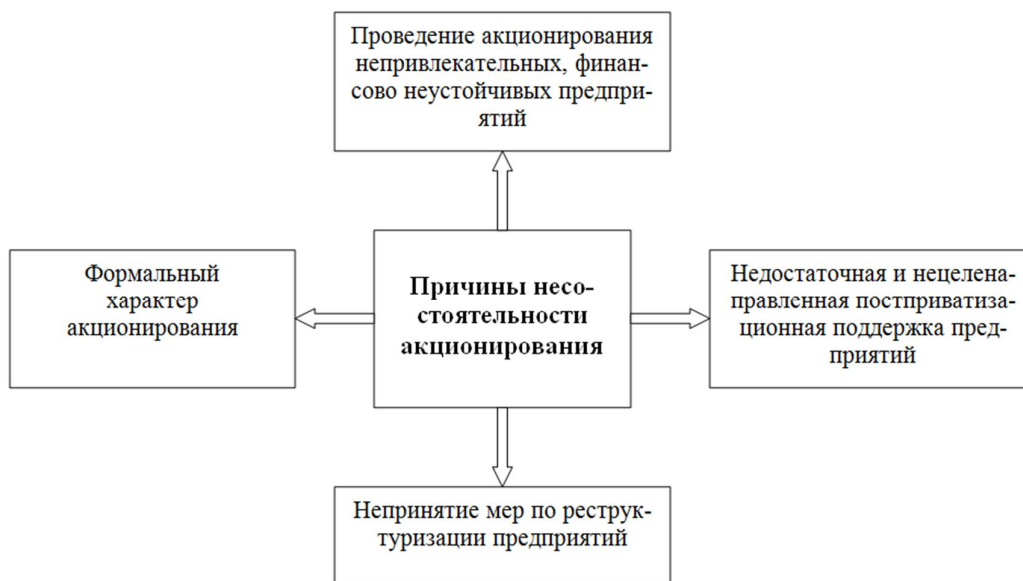 Проведение акционирования
непривлекательных, финан-
сово неустойчивых предпри-
ятий
Формальный
характер
акционирования
Причины несо-
стоятельности
акционирования
Недостаточная и нецелена-
аправленная постприватиза-
ционная поддержка пред-
приятий
Непринятие мер по реструк-
туризации предприятий